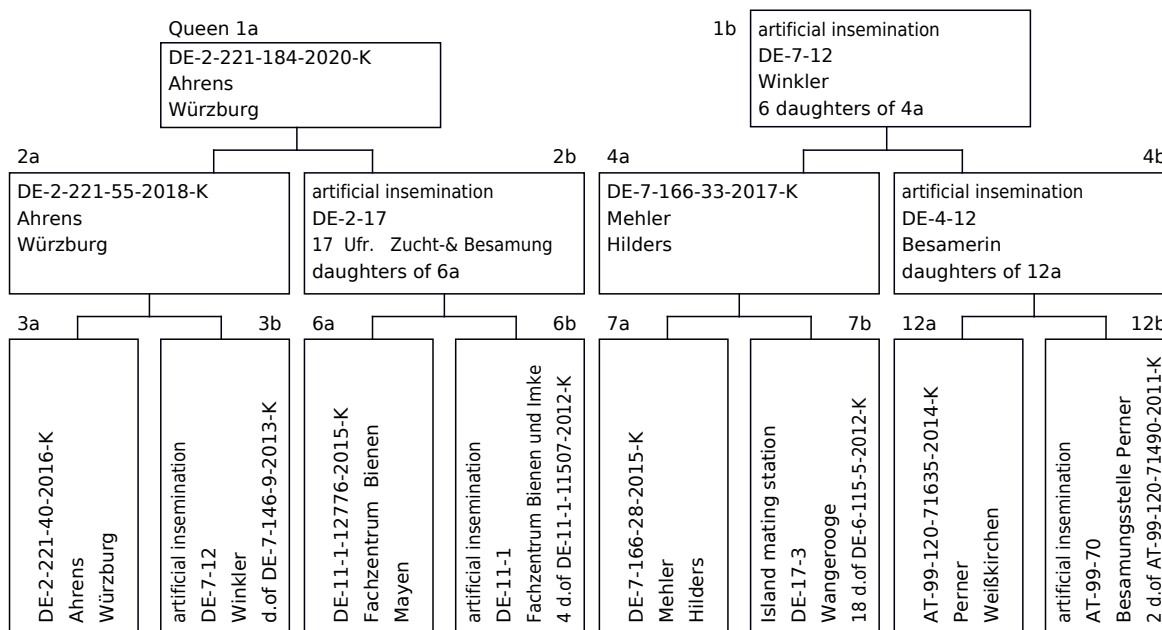 Queen 1a
DE-2-221-184-2020-K
Ahrens
Würzburg
1b
artificial insemination
DE-7-12
Winkler
6 daughters of 4a
2a
DE-2-221-55-2018-K
Ahrens
Würzburg
2b
artificial insemination
DE-2-17
17 Ufr. Zucht-& Besamung
daughters of 6a
4a
DE-7-166-33-2017-K
Mehler
Hilders
4b
artificial insemination
DE-4-12
Besamerin
daughters of 12a
3a
DE-2-221-40-2016-K
Ahrens
Würzburg
3b
artificial insemination
DE-7-12
Winkler
d.of DE-7-146-9-2013-K
6a
DE-11-1-12776-2015-K
Fachzentrum Bienen
Mayen
6b
artificial insemination
DE-11-1
Fachzentrum Bienen und Imke
4 d.of DE-11-1-11507-2012-K
7a
DE-7-166-28-2015-K
Mehler
Hilders
7b
Island mating station
DE-17-3
Wangerooge
18 d.of DE-6-115-5-2012-K
12a
AT-99-120-71635-2014-K
Perner
Weißkirchen
12b
artificial insemination
AT-99-70
Besamungsstelle Perner
2 d.of AT-99-120-71490-2011-K